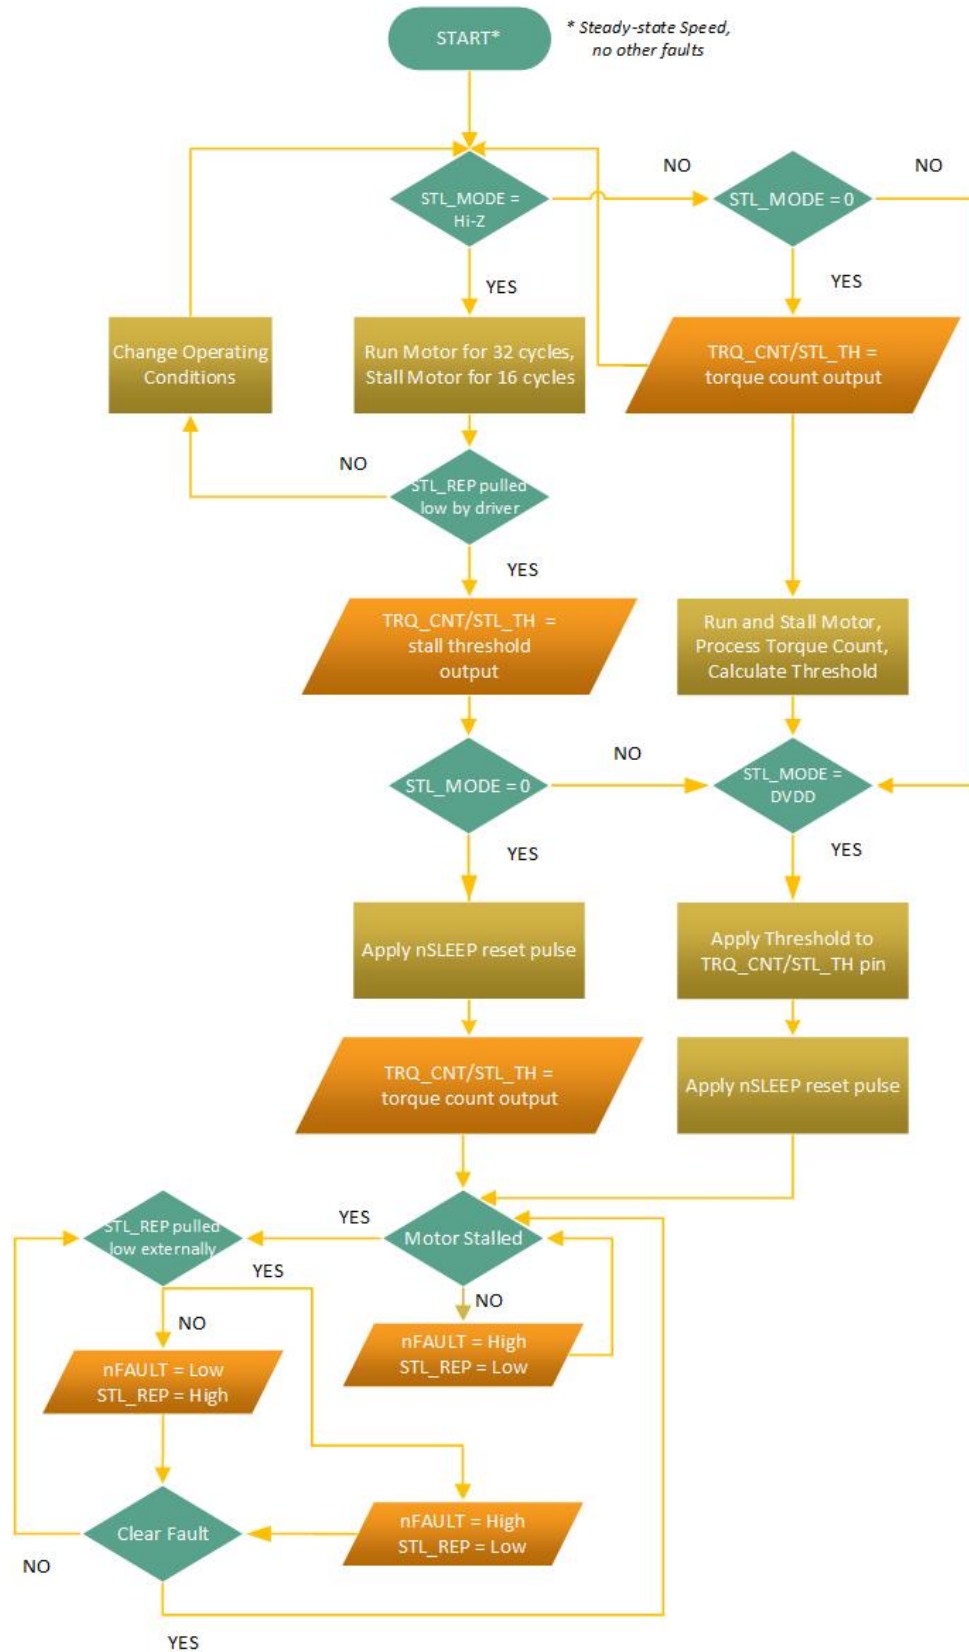 START*
* Steady-state Speed,
no other faults
STL_MODE =
Hi-Z
NO
STL_MODE = 0
NO
YES
YES
Change Operating
Conditions
Run Motor for 32 cycles,
Stall Motor for 16 cycles
TRQ_CNT/STL_TH =
torque count output
NO
STL_REP pulled
low by driver
YES
TRQ_CNT/STL_TH =
stall threshold
output
Run and Stall Motor,
Process Torque Count,
Calculate Threshold
STL_MODE = 0
NO
STL_MODE =
DVDD
YES
YES
Apply nSLEEP reset pulse
Apply Threshold to
TRQ_CNT/STL_TH pin
TRQ_CNT/STL_TH =
torque count output
Apply nSLEEP reset pulse
STL_REP pulled
low externally
YES
Motor Stalled
YES
NO
NO
nFAULT = High
STL_REP = Low
nFAULT = Low
STL_REP = High
Clear Fault
nFAULT = High
STL_REP = Low
NO
YES